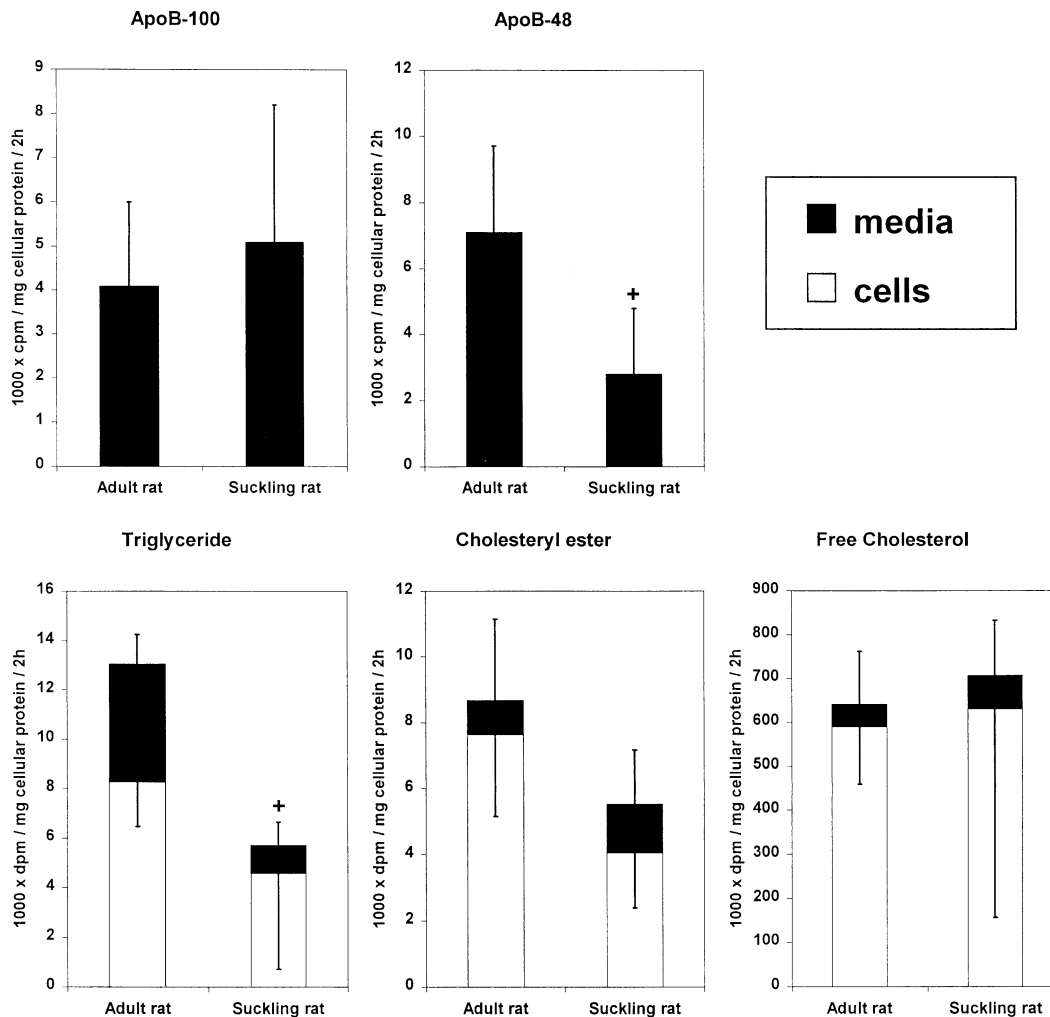 ApoB-100
ApoB-48
1000 x cpm / mg cellular protein / 2h
9
8
7
6
5
4
3
2
1
0
Adult rat
Suckling rat
1000 x cpm / mg cellular protein / 2h
12
10
8
6
4
2
0
+
Adult rat
Suckling rat
media
cells
Triglyceride
Cholesteryl ester
Free Cholesterol
1000 x dpm / mg cellular protein / 2h
16
14
12
10
8
6
4
2
0
+
Adult rat
Suckling rat
1000 x dpm / mg cellular protein / 2h
12
10
8
6
4
2
0
Adult rat
Suckling rat
1000 x dpm / mg cellular protein / 2h
900
800
700
600
500
400
300
200
100
0
Adult rat
Suckling rat